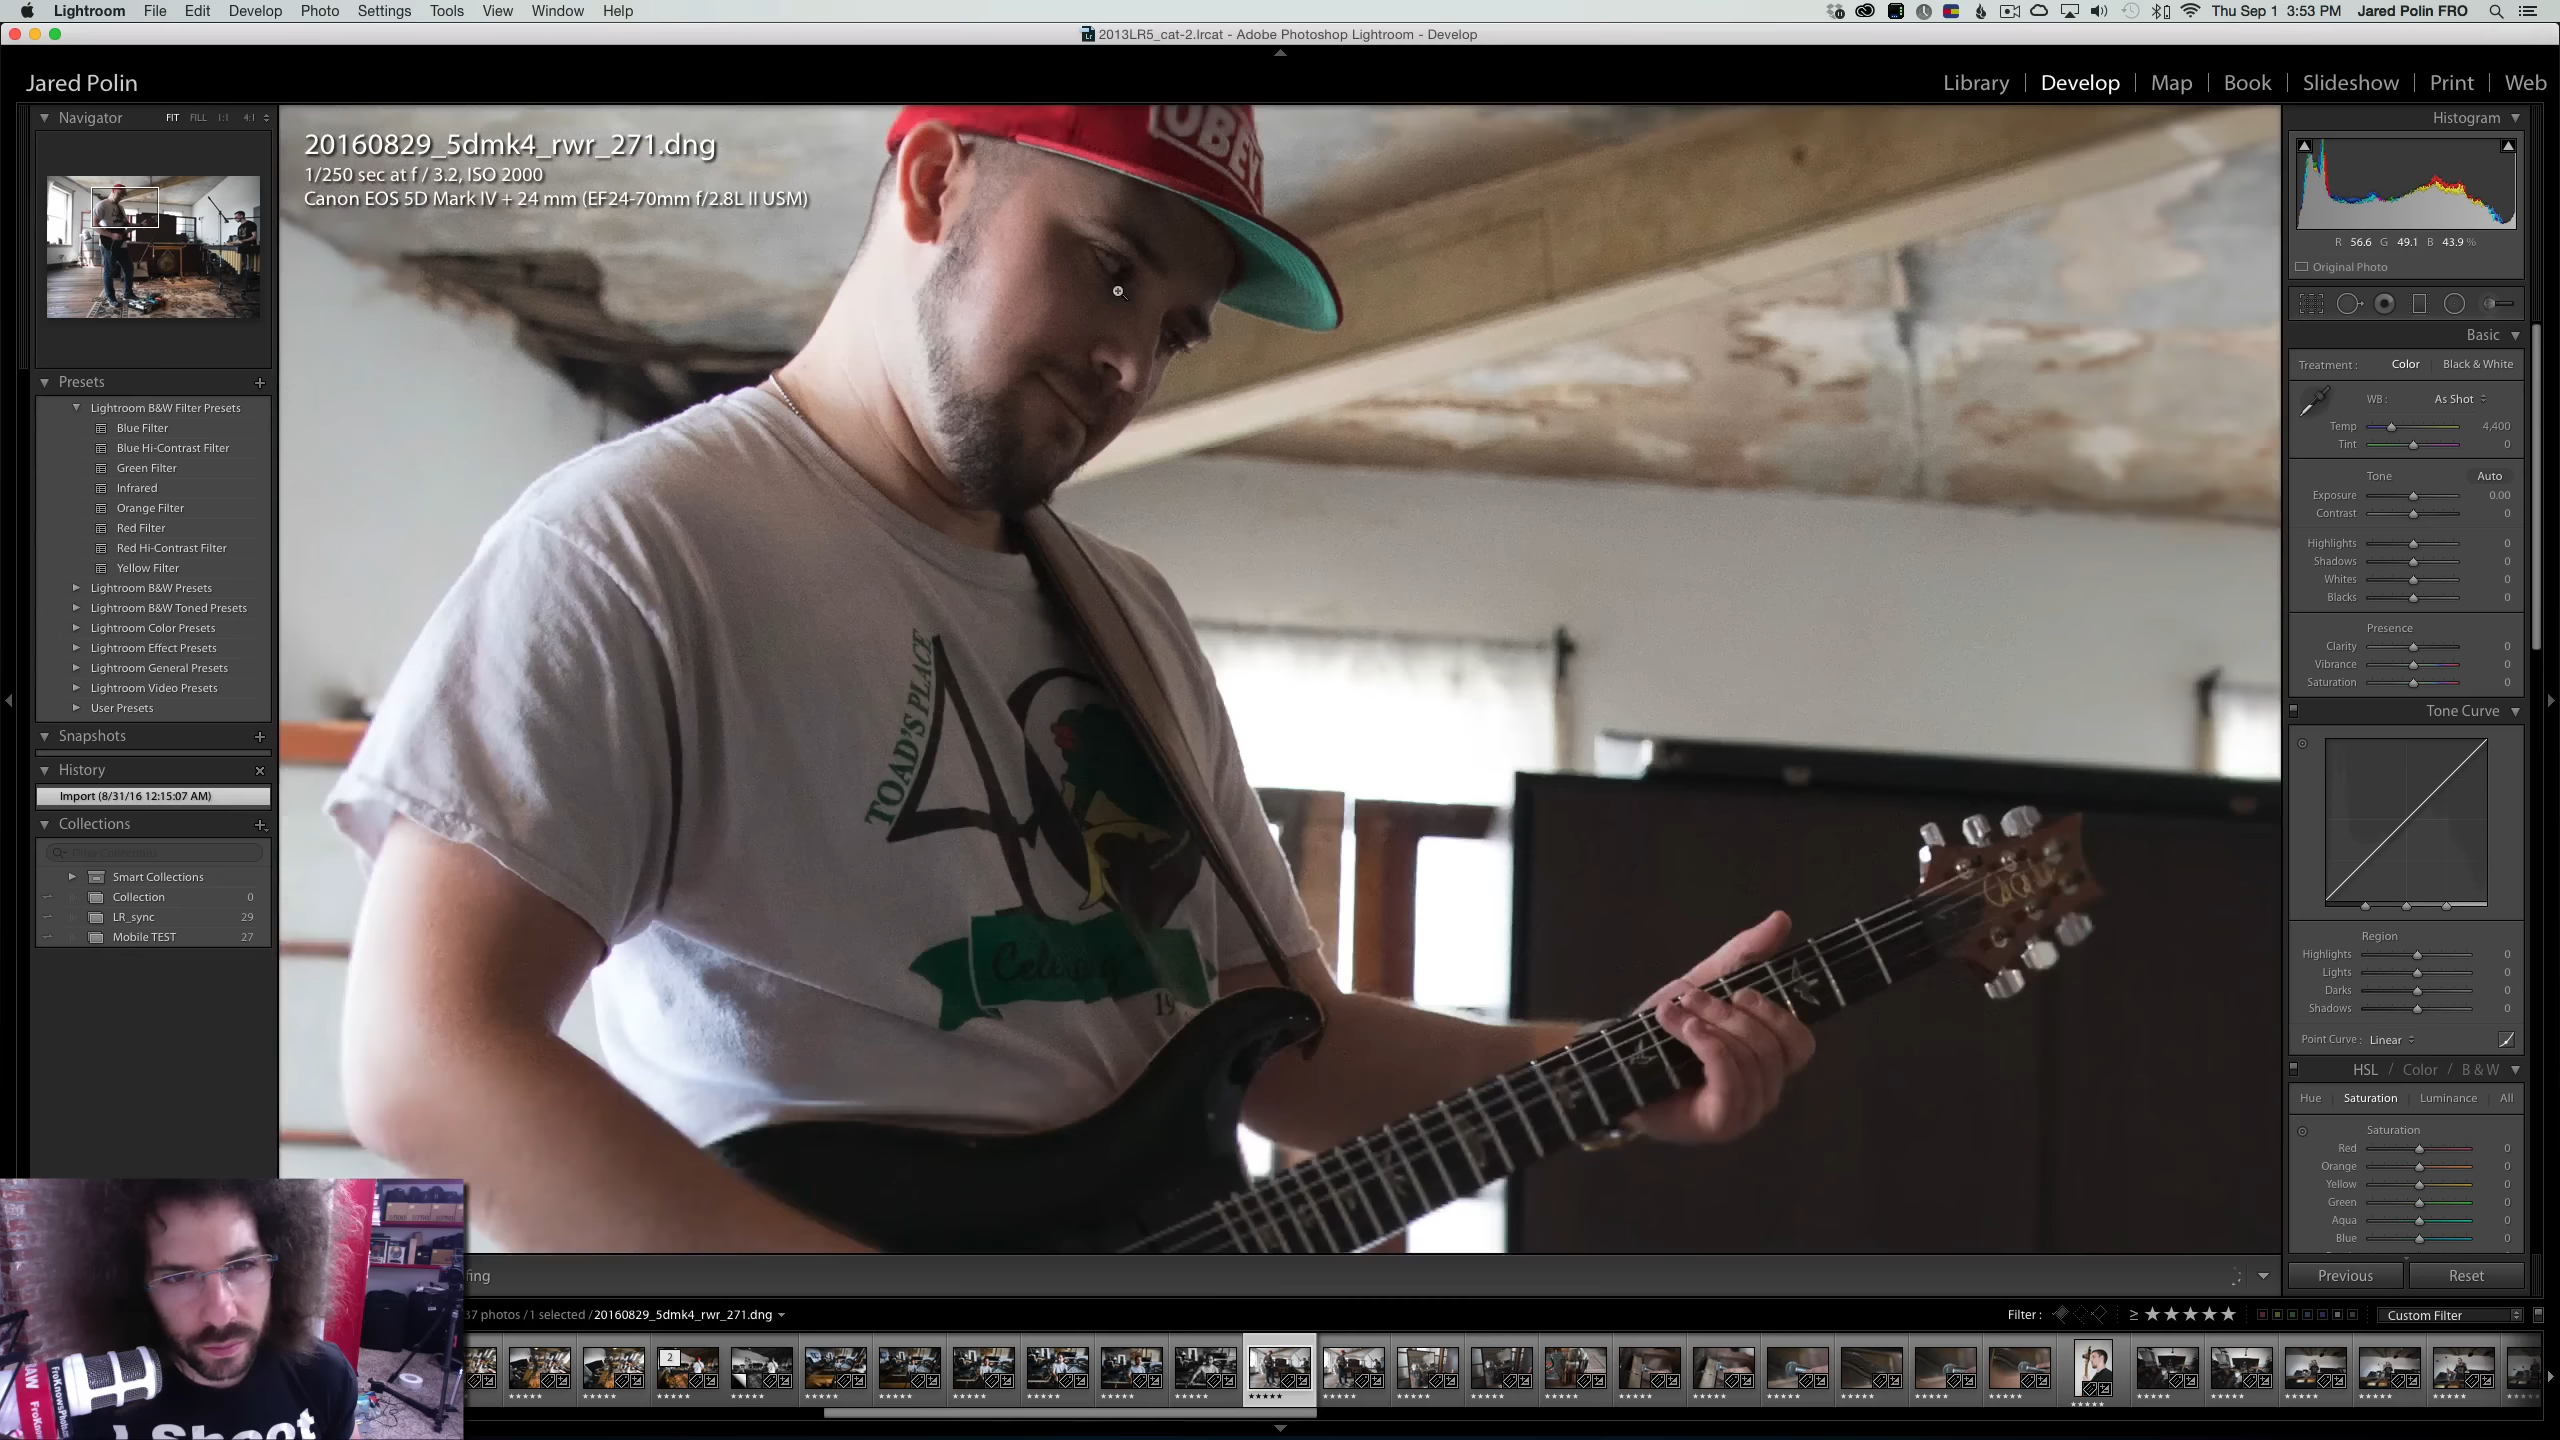 Lightroom File Edit Develop Photo Settings Tools View Window Help
Thu Sep 1 3:53 PM Jared Polin FRO
2013LR5_cat-2.lrcat - Adobe Photoshop Lightroom - Develop
Jared Polin
Library | Develop | Map | Book | Slideshow | Print | Web
Navigator FIT FILL 1:1 4:1
Presets
Lightroom B&W Filter Presets
Blue Filter
Blue Hi-Contrast Filter
Green Filter
Infrared
Orange Filter
Red Filter
Red Hi-Contrast Filter
Yellow Filter
Lightroom B&W Presets
Lightroom B&W Toned Presets
Lightroom Color Presets
Lightroom Effect Presets
Lightroom General Presets
Lightroom Video Presets
User Presets
Snapshots
History
Import (8/31/16 12:15:07 AM)
Collections
Smart Collections
Collection 0
LR_sync 29
Mobile TEST 27
20160829_5dmk4_rwr_271.dng
1/250 sec at f / 3.2, ISO 2000
Canon EOS 5D Mark IV + 24 mm (EF24-70mm f/2.8L II USM)
OBEY
TOAD'S PLACE
40
19
Histogram
R 56.6 G 49.1 B 43.9 %
Original Photo
Basic
Treatment : Color Black & White
WB : As Shot
Temp 4,400
Tint 0
Tone Auto
Exposure 0.00
Contrast 0
Highlights 0
Shadows 0
Whites 0
Blacks 0
Presence
Clarity 0
Vibrance 0
Saturation 0
Tone Curve
Region
Highlights 0
Lights 0
Darks 0
Shadows 0
Point Curve : Linear
HSL / Color / B & W
Hue Saturation Luminance All
Saturation
Red 0
Orange 0
Yellow 0
Green 0
Aqua 0
Blue 0
Previous Reset
fing
37 photos / 1 selected / 20160829_5dmk4_rwr_271.dng
Filter : ≥ ★★★★★ Custom Filter
2
RAW
FroKnowsPhoto
I Shoot